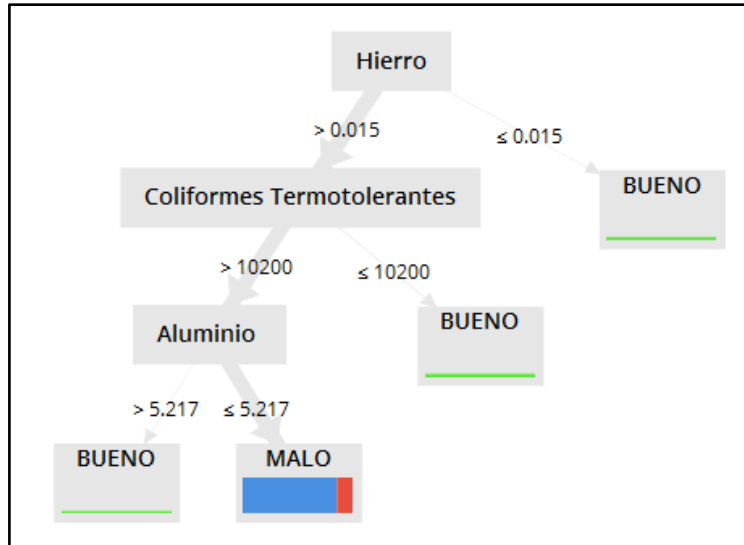 Hierro
> 0.015
≤ 0.015
Coliformes Termotolerantes
BUENO
> 10200
≤ 10200
Aluminio
BUENO
> 5.217
≤ 5.217
BUENO
MALO